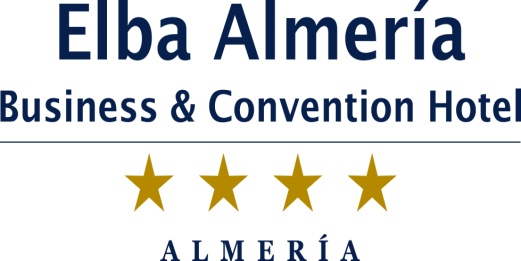 Elba Almería
Business & Convention Hotel
ALMERÍA